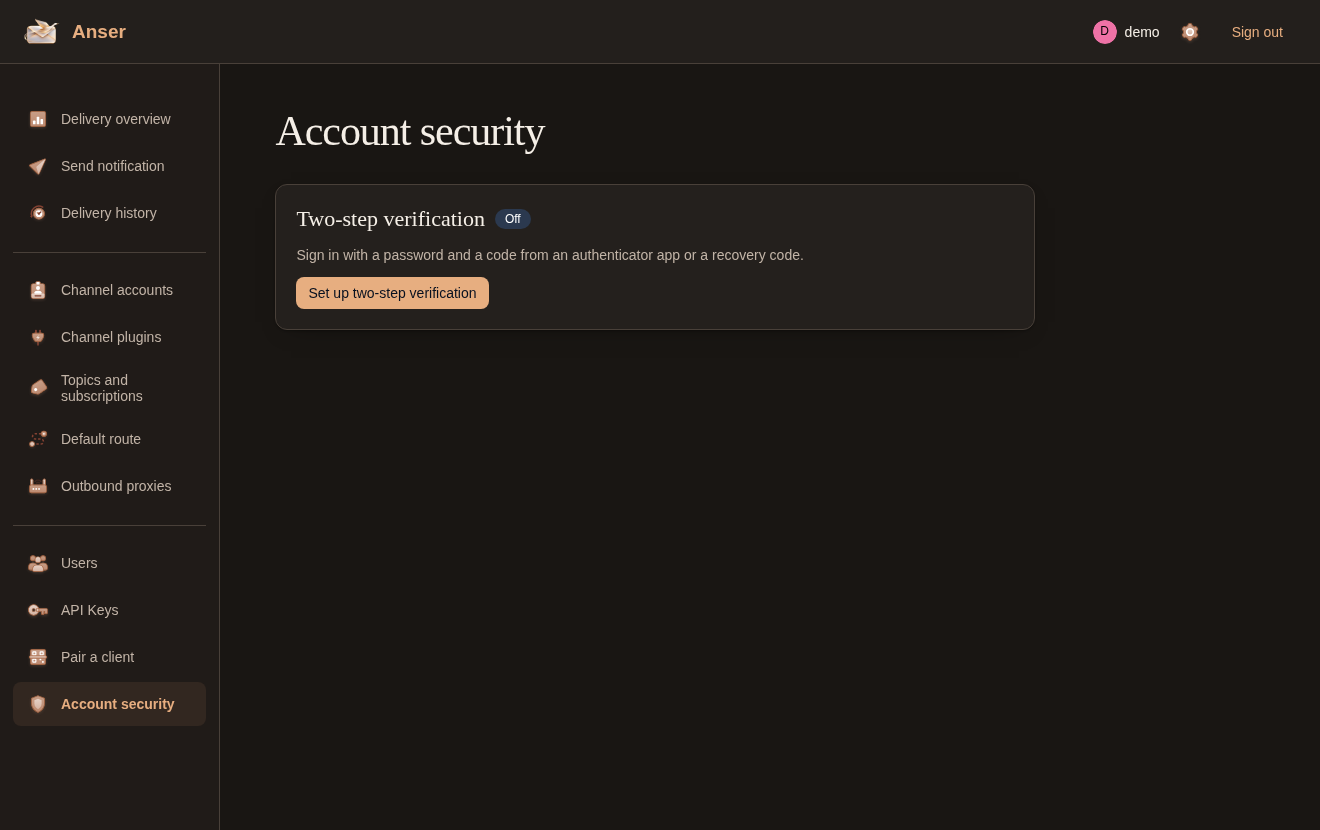 Anser
D demo
Sign out
Delivery overview
Send notification
Delivery history
Channel accounts
Channel plugins
Topics and
subscriptions
Default route
Outbound proxies
Users
API Keys
Pair a client
Account security
Account security
Two-step verification Off
Sign in with a password and a code from an authenticator app or a recovery code.
Set up two-step verification